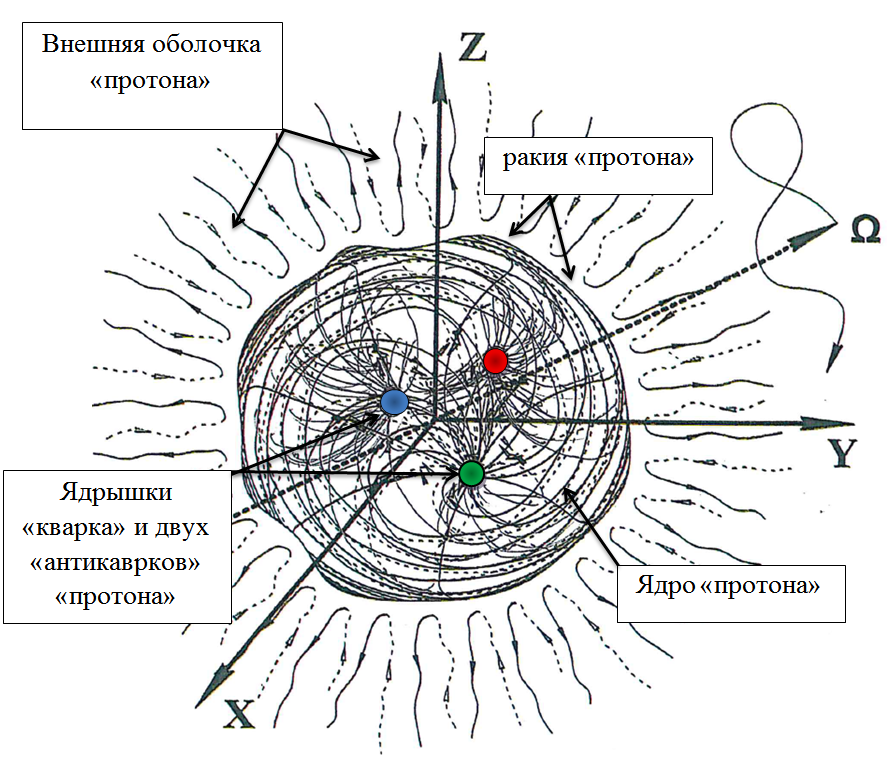 Внешняя оболочка
«протона»
Z
ракия «протона»
Ω
Y
Ядрышки
«кварка» и двух
«антикаврков»
«протона»
Ядро «протона»
X